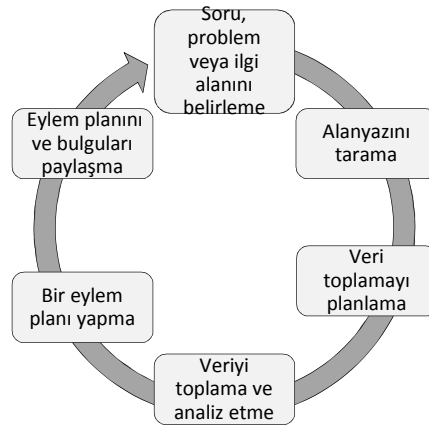 Soru,
problem
veya ilgi
alanını
belirleme
Alanyazını
tarama
Veri
toplamayı
planlama
Veriyi
toplama ve
analiz etme
Bir eylem
planı yapma
Eylem planını
ve bulguları
paylaşma